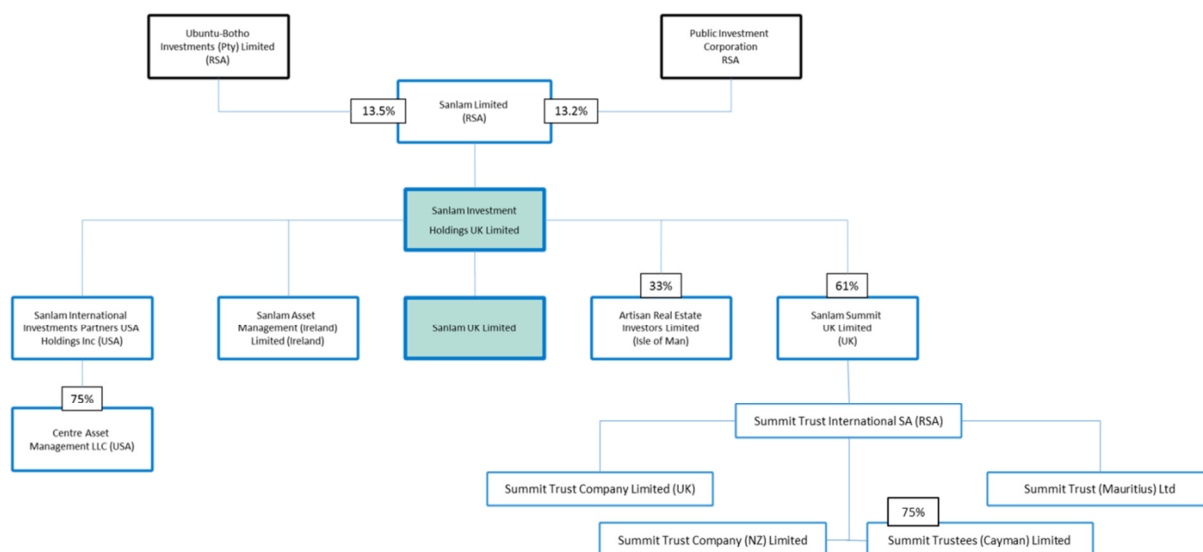 Ubuntu-Botho
Investments (Pty) Limited
(RSA)
Public Investment
Corporation
RSA
13.5%
Sanlam Limited
(RSA)
13.2%
Sanlam Investment
Holdings UK Limited
33%
61%
Sanlam International
Investments Partners USA
Holdings Inc (USA)
Sanlam Asset
Management (Ireland)
Limited (Ireland)
Sanlam UK Limited
Artisan Real Estate
Investors Limited
(Isle of Man)
Sanlam Summit
UK Limited
(UK)
75%
Centre Asset
Management LLC (USA)
Summit Trust International SA (RSA)
Summit Trust Company Limited (UK)
Summit Trust (Mauritius) Ltd
75%
Summit Trust Company (NZ) Limited
Summit Trustees (Cayman) Limited